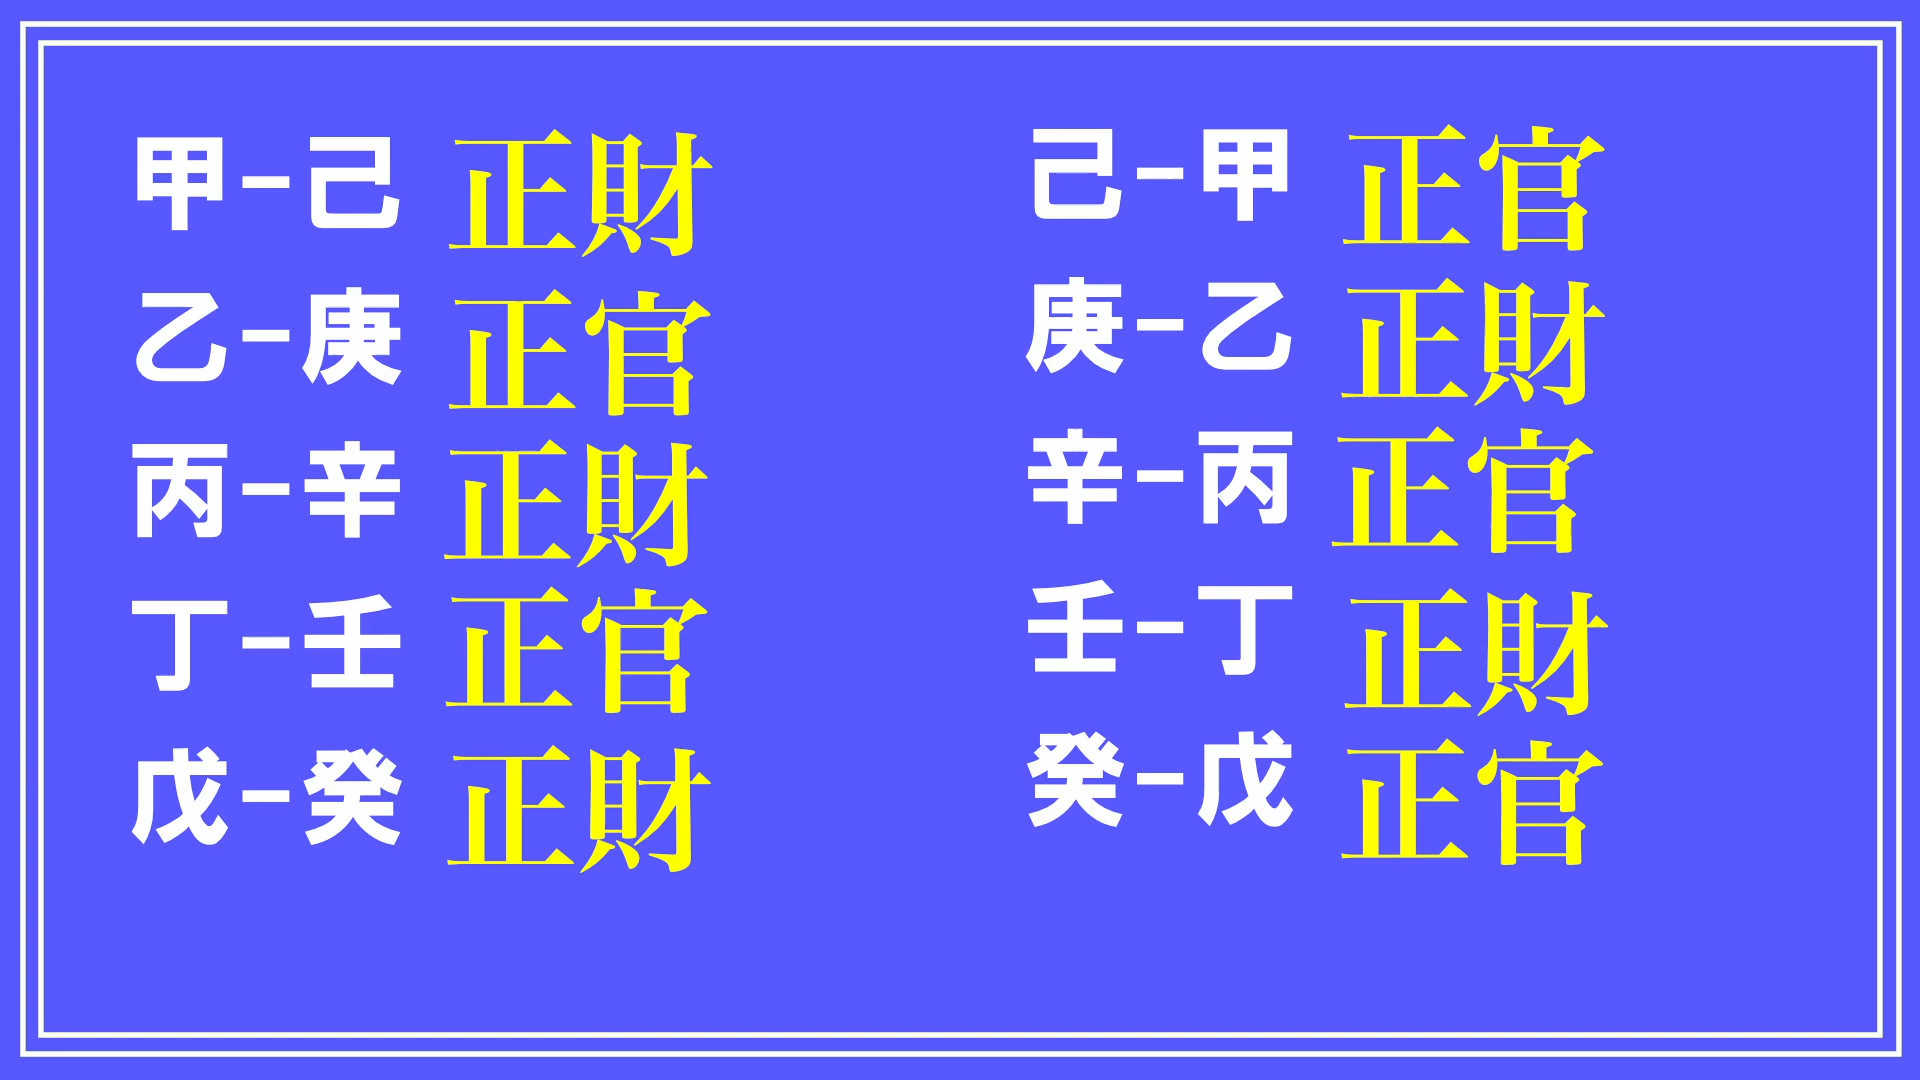 甲-己 正財
乙-庚 正官
丙-辛 正財
丁-壬 正官
戊-癸 正財
己-甲 正官
庚-乙 正財
辛-丙 正官
壬-丁 正財
癸-戊 正官